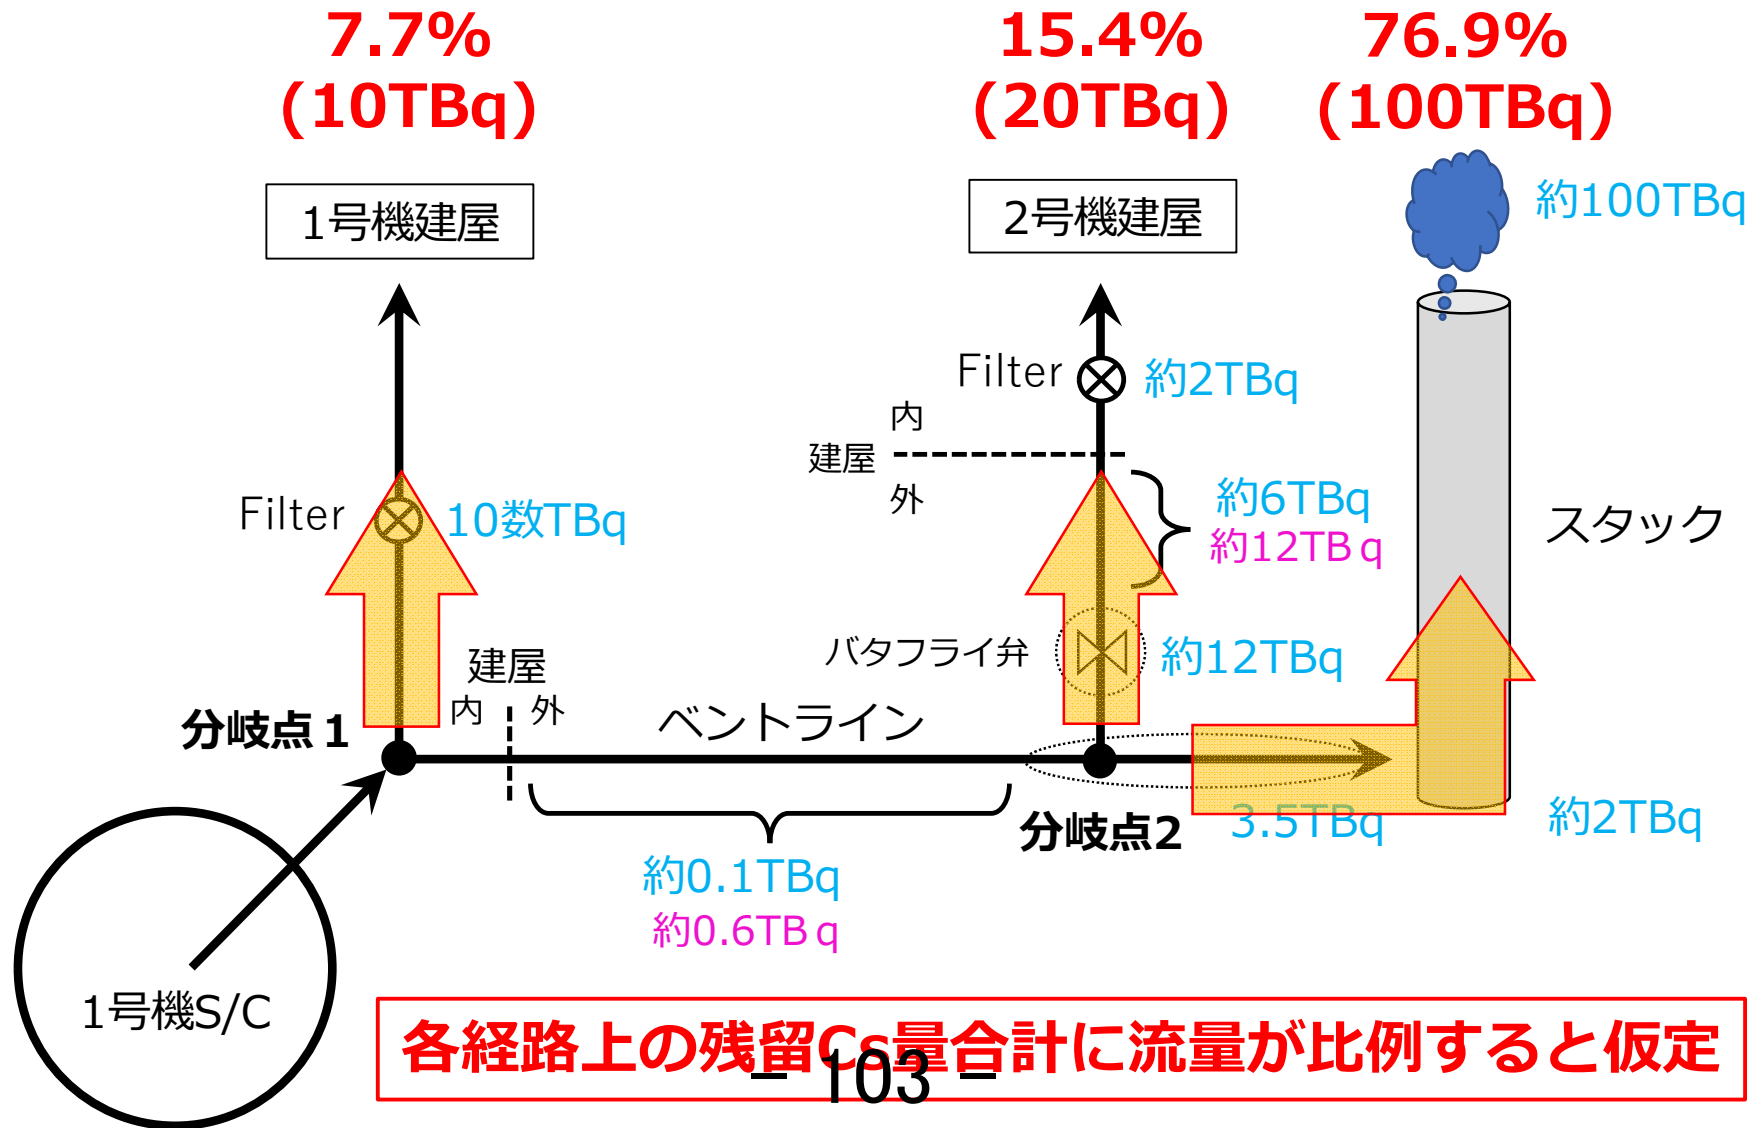 7.7%
(10TBq)
15.4%
(20TBq)
76.9%
(100TBq)
1号機建屋
2号機建屋
約100TBq
Filter
約2TBq
内
建屋
外
Filter
10数TBq
約6TBq
約12TBq
スタック
バタフライ弁
約12TBq
建屋
内
外
分岐点1
ベントライン
分岐点2
3.5TBq
約2TBq
約0.1TBq
約0.6TBq
1号機S/C
各経路上の残留Cs量合計に流量が比例すると仮定
- 103 -